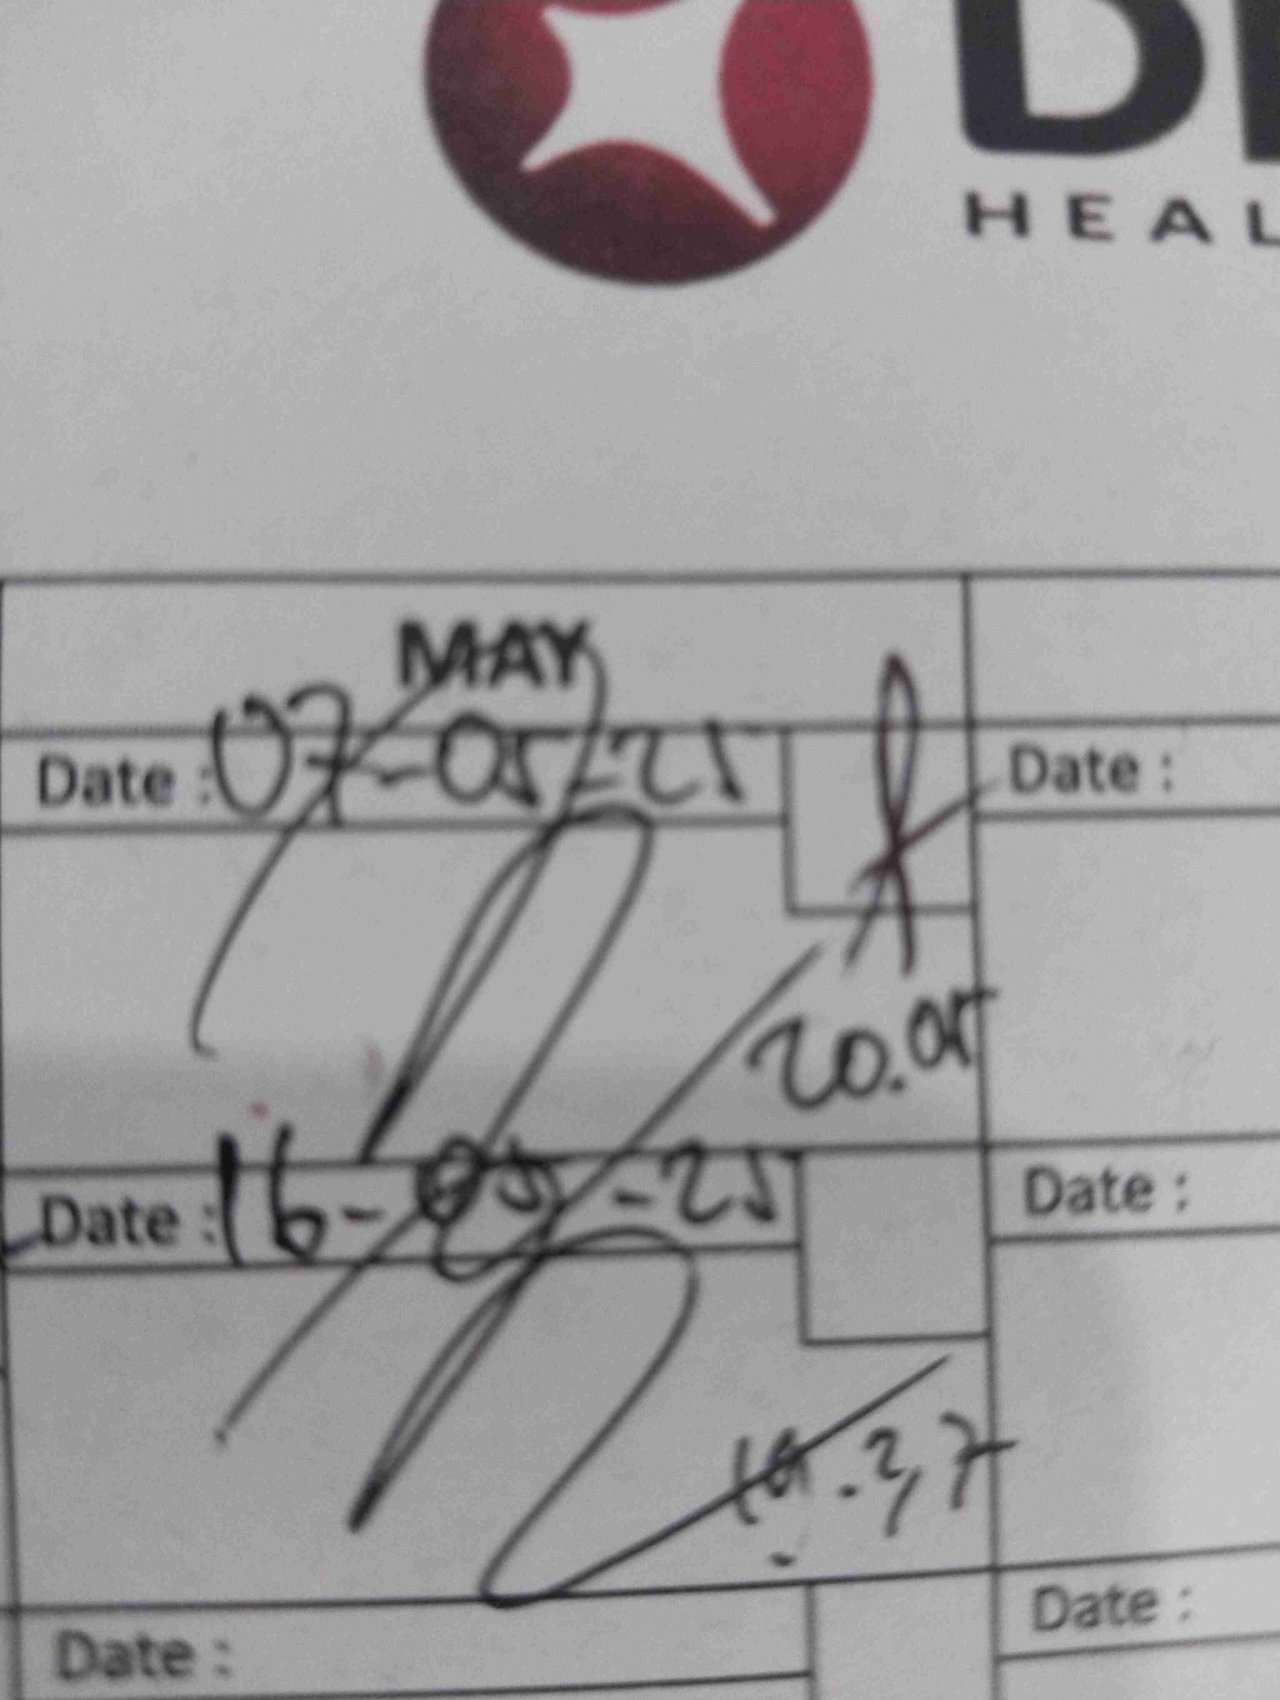 HEAL
MAY
Date : 07-05-25
Date :
20.05
Date : 16-05-25
Date :
Date :
Date :